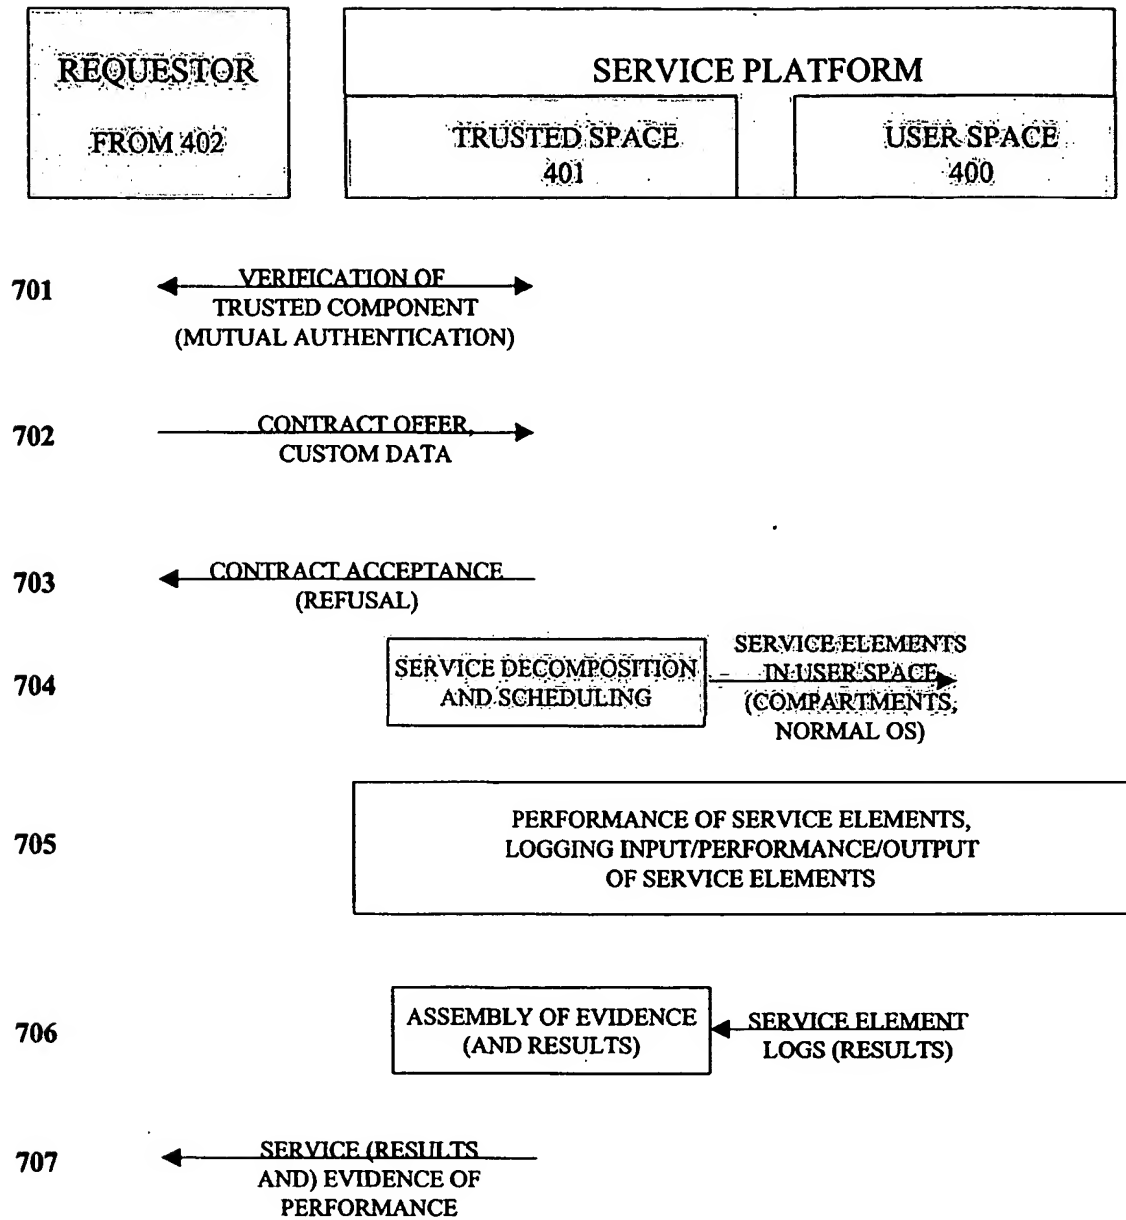 REQUESTOR
FROM 402
SERVICE PLATFORM
TRUSTED SPACE
401
USER SPACE
400
701
VERIFICATION OF
TRUSTED COMPONENT
(MUTUAL AUTHENTICATION)
702
CONTRACT OFFER,
CUSTOM DATA
703
CONTRACT ACCEPTANCE
(REFUSAL)
704
SERVICE DECOMPOSITION
AND SCHEDULING
SERVICE ELEMENTS
IN USER SPACE
(COMPARTMENTS,
NORMAL OS)
705
PERFORMANCE OF SERVICE ELEMENTS,
LOGGING INPUT/PERFORMANCE/OUTPUT
OF SERVICE ELEMENTS
706
ASSEMBLY OF EVIDENCE
(AND RESULTS)
SERVICE ELEMENT
LOGS (RESULTS)
707
SERVICE (RESULTS
AND) EVIDENCE OF
PERFORMANCE